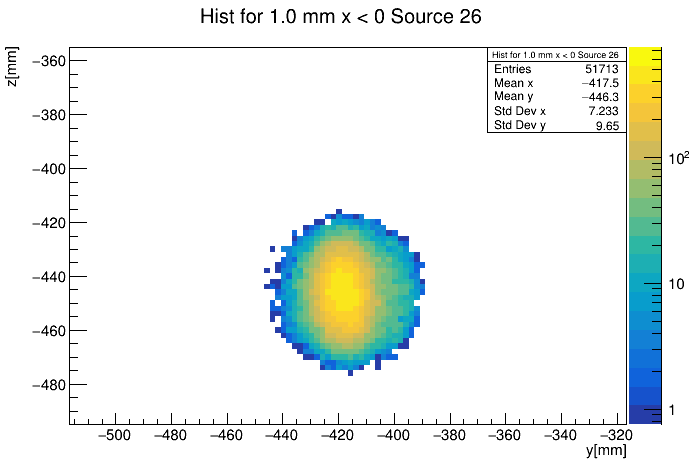 Hist for 1.0 mm x < 0 Source 26
z[mm]
Hist for 1.0 mm x < 0 Source 26
Entries 51713
Mean x −417.5
Mean y −446.3
Std Dev x 7.233
Std Dev y 9.65
−360
−380
−400
−420
−440
−460
−480
10²
10
1
−500 −480 −460 −440 −420 −400 −380 −360 −340 −320
y[mm]